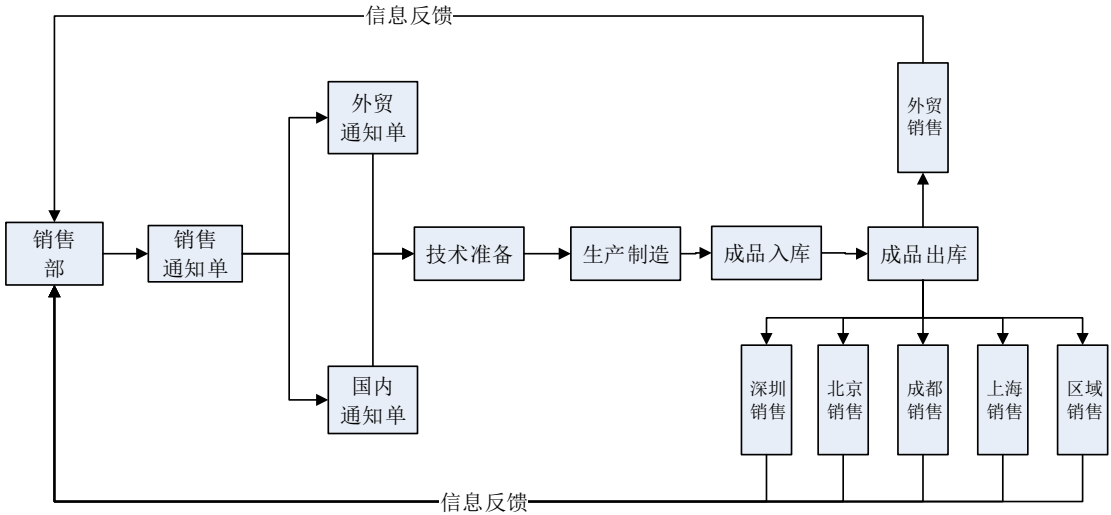 信息反馈
外贸
销售
外贸
通知单
销售
部
销售
通知单
技术准备
生产制造
成品入库
成品出库
国内
通知单
深圳
销售
北京
销售
成都
销售
上海
销售
区域
销售
信息反馈